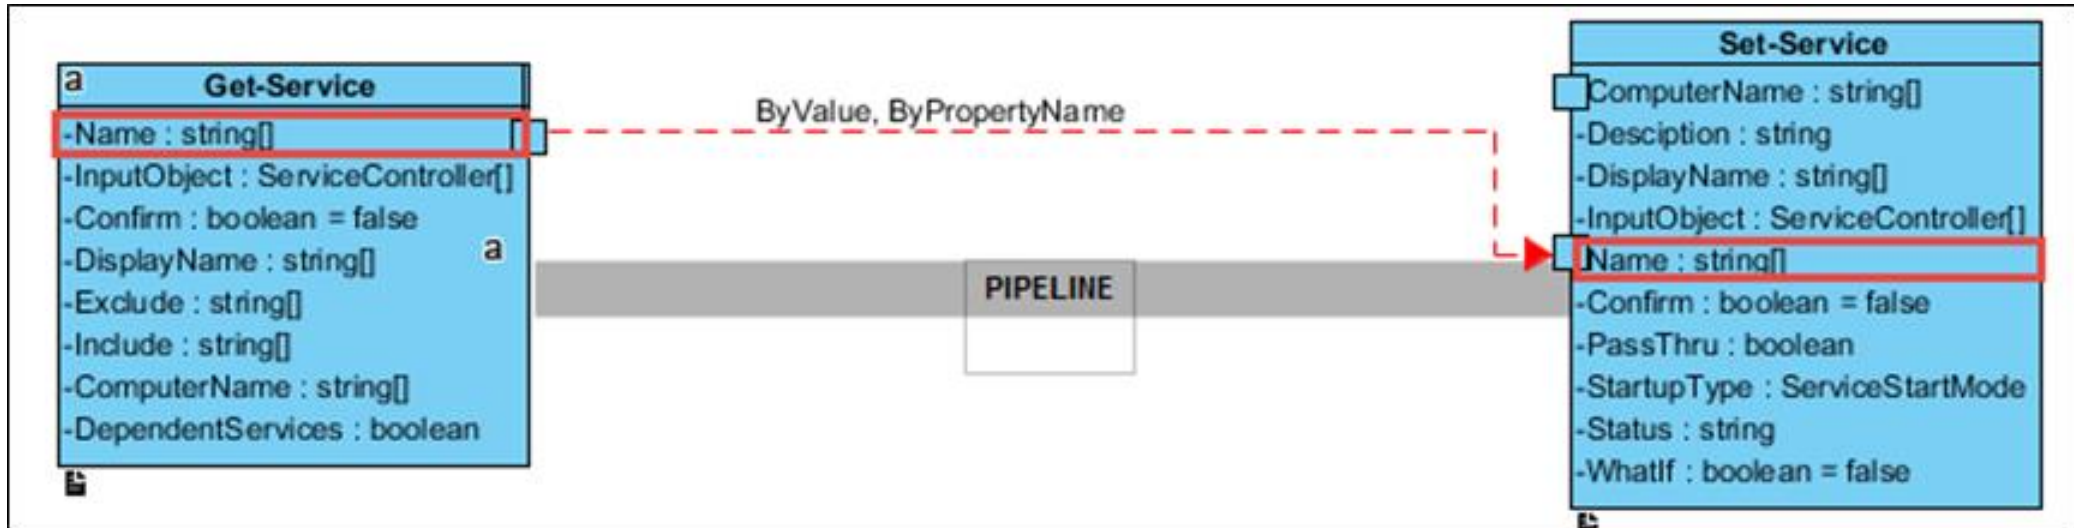 a
Get-Service
-Name : string[]
-InputObject : ServiceController[]
-Confirm : boolean = false
-DisplayName : string[]
a
-Exclude : string[]
-Include : string[]
-ComputerName : string[]
-DependentServices : boolean
ByValue, ByPropertyName
PIPELINE
Set-Service
ComputerName : string[]
-Desciption : string
-DisplayName : string[]
-InputObject : ServiceController[]
Name : string[]
-Confirm : boolean = false
-PassThru : boolean
-StartupType : ServiceStartMode
-Status : string
-WhatIf : boolean = false